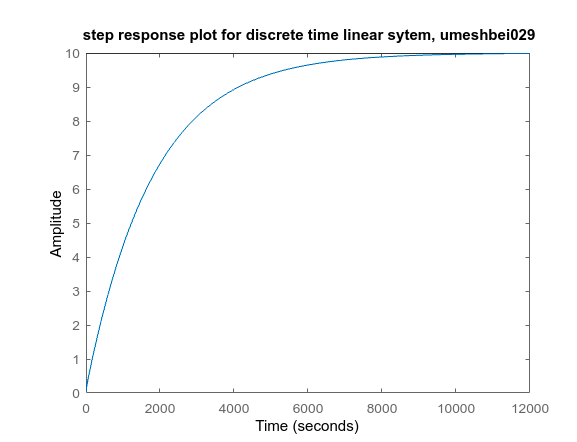 step response plot for discrete time linear sytem, umeshbei029
10
9
8
7
6
5
4
3
2
1
0
Amplitude
0 2000 4000 6000 8000 10000 12000
Time (seconds)